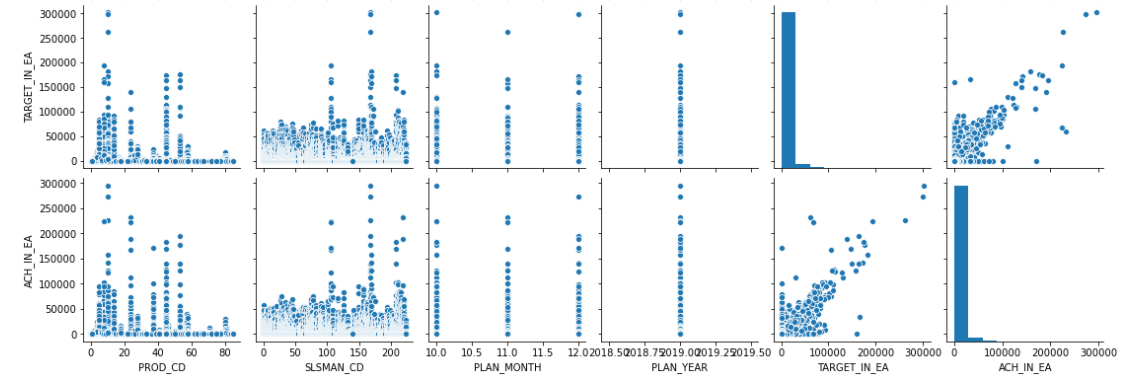 300000
250000
200000
150000
100000
50000
0
TARGET_IN_EA
300000
250000
200000
150000
100000
50000
0
ACH_IN_EA
0 20 40 60 80
PROD_CD
0 50 100 150 200
SLSMAN_CD
10.0 10.5 11.0 11.5 12.0
PLAN_MONTH
2018.50 2018.75 2019.00 2019.25 2019.50
PLAN_YEAR
0 100000 200000 300000
TARGET_IN_EA
0 100000 200000 300000
ACH_IN_EA